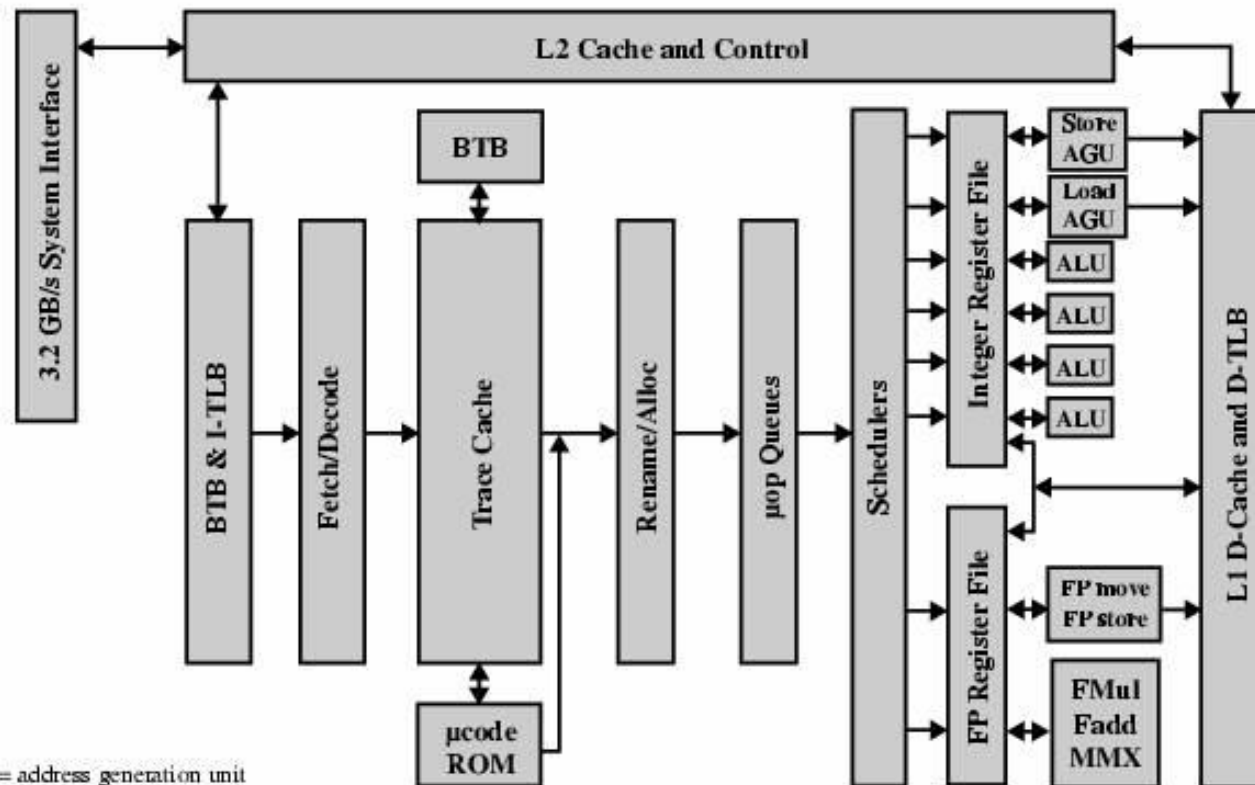 L2 Cache and Control
3.2 GB/s System Interface
BTB
BTB & I-TLB
Fetch/Decode
Trace Cache
µcode
ROM
Rename/Alloc
µop Queues
Schedulers
Integer Register File
FP Register File
Store
AGU
Load
AGU
ALU
ALU
ALU
ALU
FP move
FP store
FMul
Fadd
MMX
L1 D-Cache and D-TLB
= address generation unit